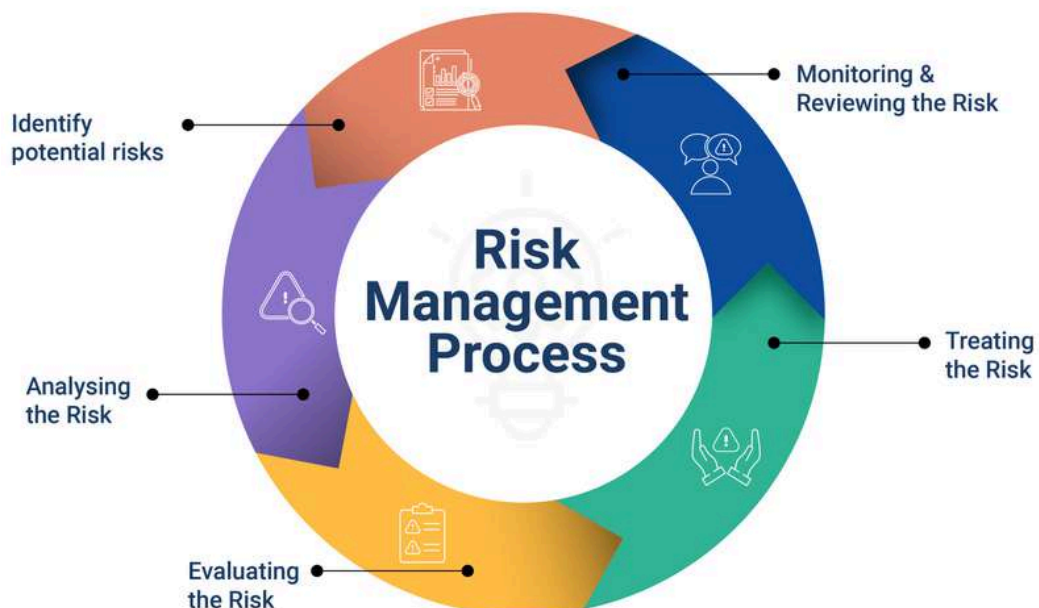 Risk
Management
Process
Identify
potential risks
Analysing
the Risk
Evaluating
the Risk
Treating
the Risk
Monitoring &
Reviewing the Risk